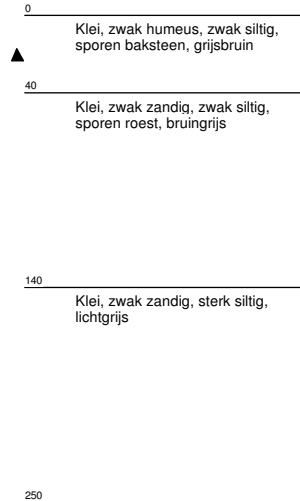 0
Klei, zwak humeus, zwak siltig,
sporen baksteen, grijsbruin
40
Klei, zwak zandig, zwak siltig,
sporen roest, bruingrijs
140
Klei, zwak zandig, sterk siltig,
lichtgrijs
250